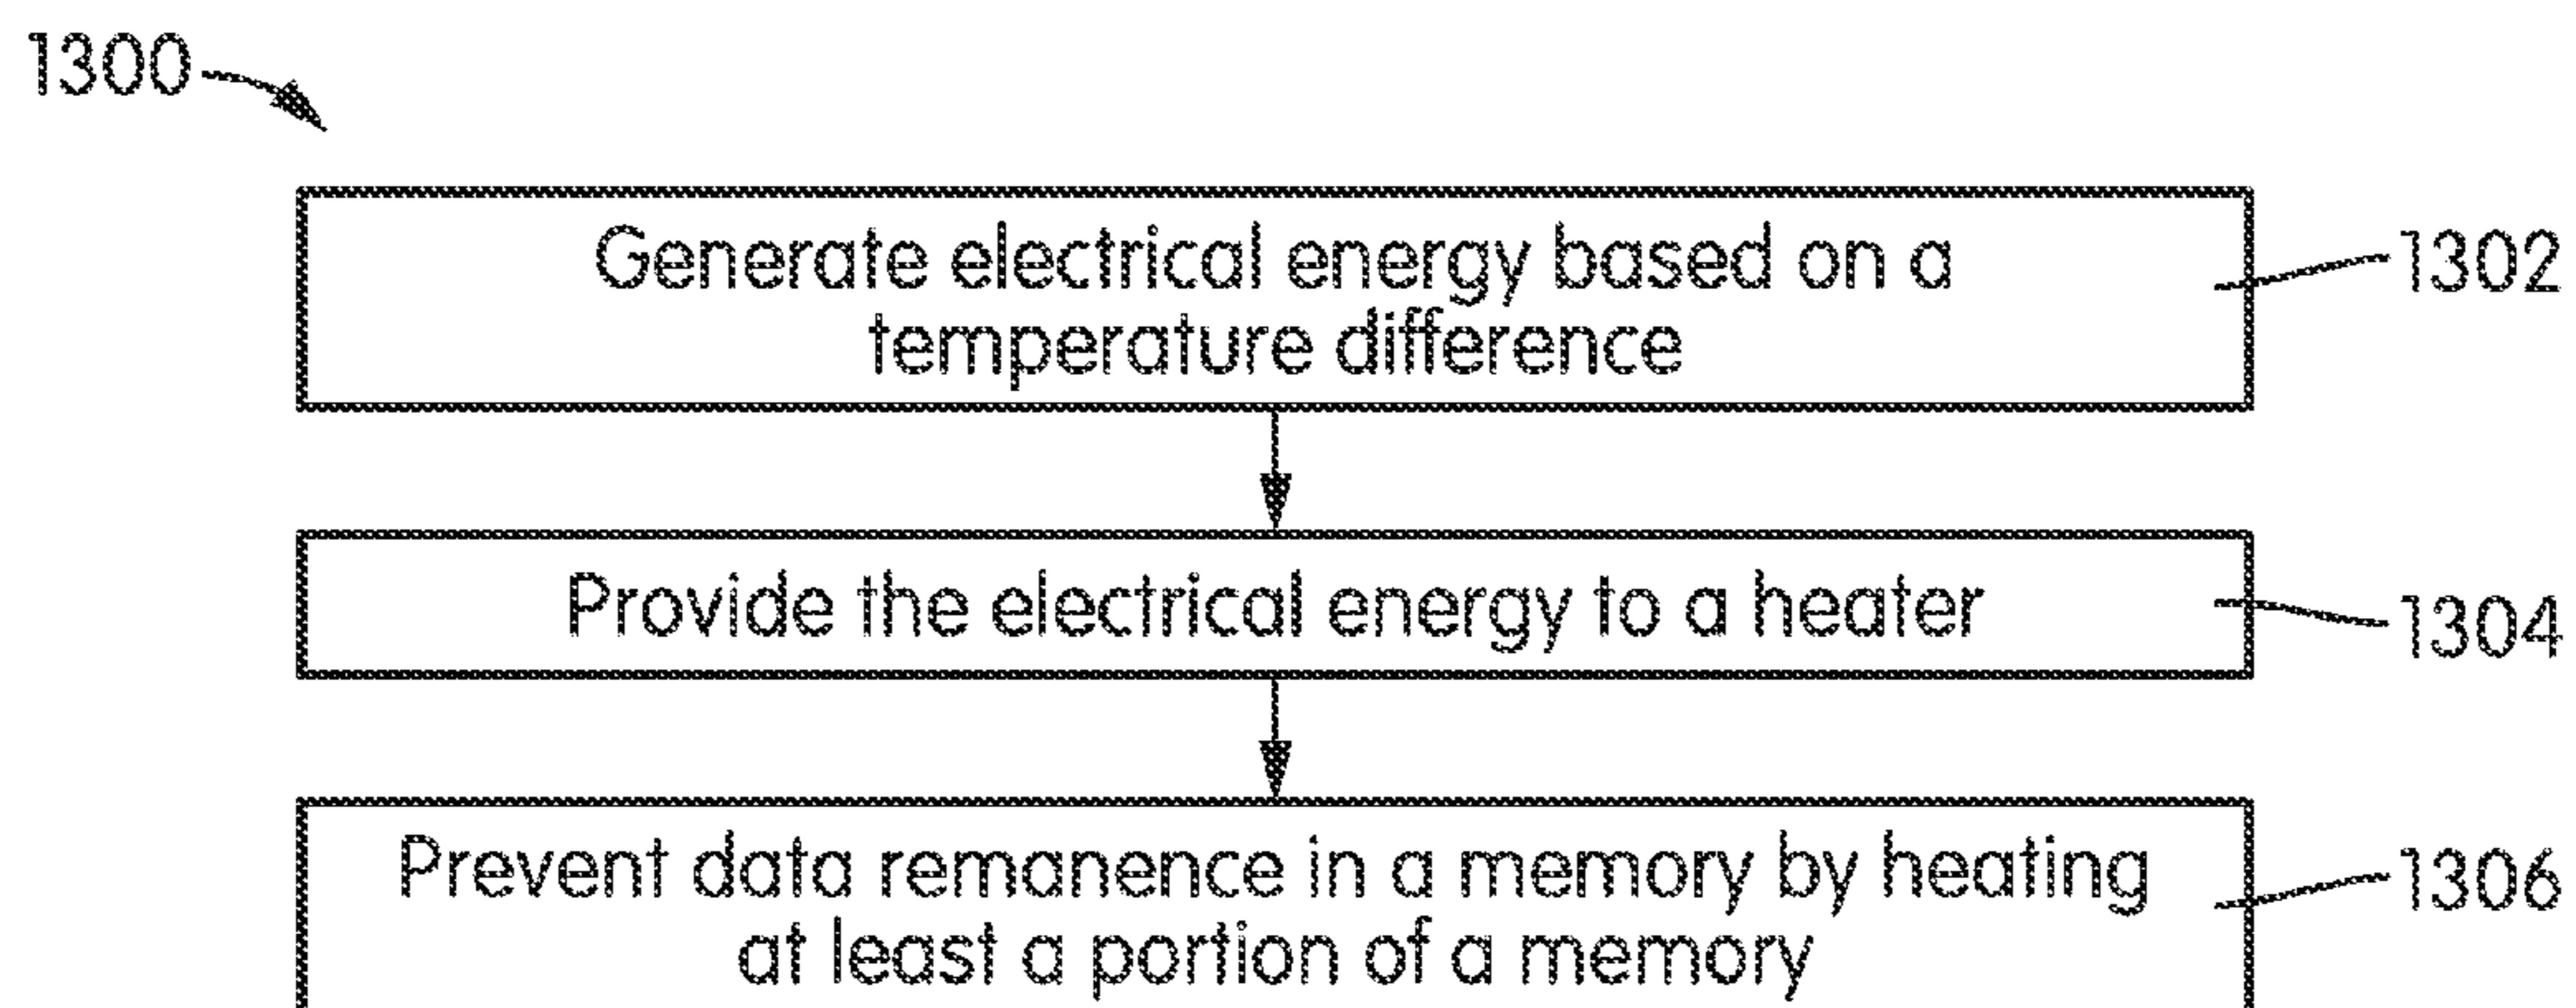 1300
Generate electrical energy based on a
temperature difference
1302
Provide the electrical energy to a heater
1304
Prevent data remanence in a memory by heating
at least a portion of a memory
1306